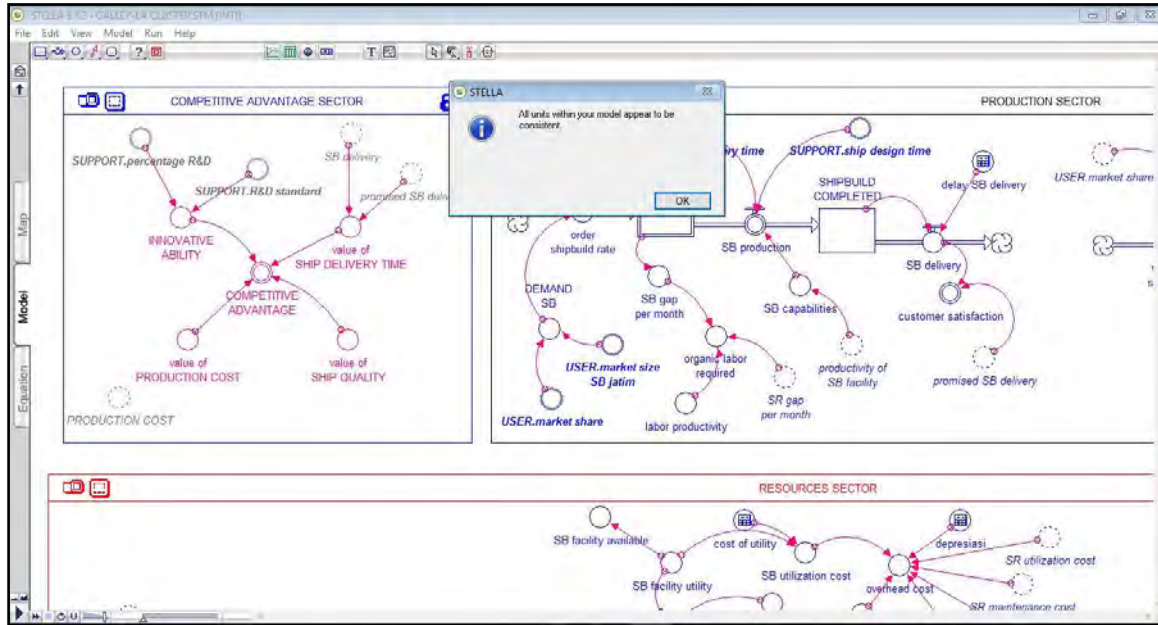 File Edit View Model Run Help
COMPETITIVE ADVANTAGE SECTOR
SUPPORT.percentage R&D
SB delivery
SUPPORT.R&D standard
INNOVATIVE
ABILITY
value of
SHIP DELIVERY TIME
COMPETITIVE
ADVANTAGE
value of
PRODUCTION COST
value of
SHIP QUALITY
PRODUCTION COST
STELLA
All units within your model appear to be
consistent.
OK
PRODUCTION SECTOR
SUPPORT.ship design time
SHIPBUILD
COMPLETED
delay SB delivery
USER.market share
order
shipbuild rate
SB production
SB delivery
DEMAND
SB
SB gap
per month
SB capabilities
customer satisfaction
USER.market size
SB jatim
organic labor
required
productivity of
SB facility
promised SB delivery
USER.market share
labor productivity
SR gap
per month
Map
Model
Equation
RESOURCES SECTOR
SB facility available
cost of utility
depresiasi
SR utilization cost
SB facility utility
SB utilization cost
overhead cost
SR maintenance cost